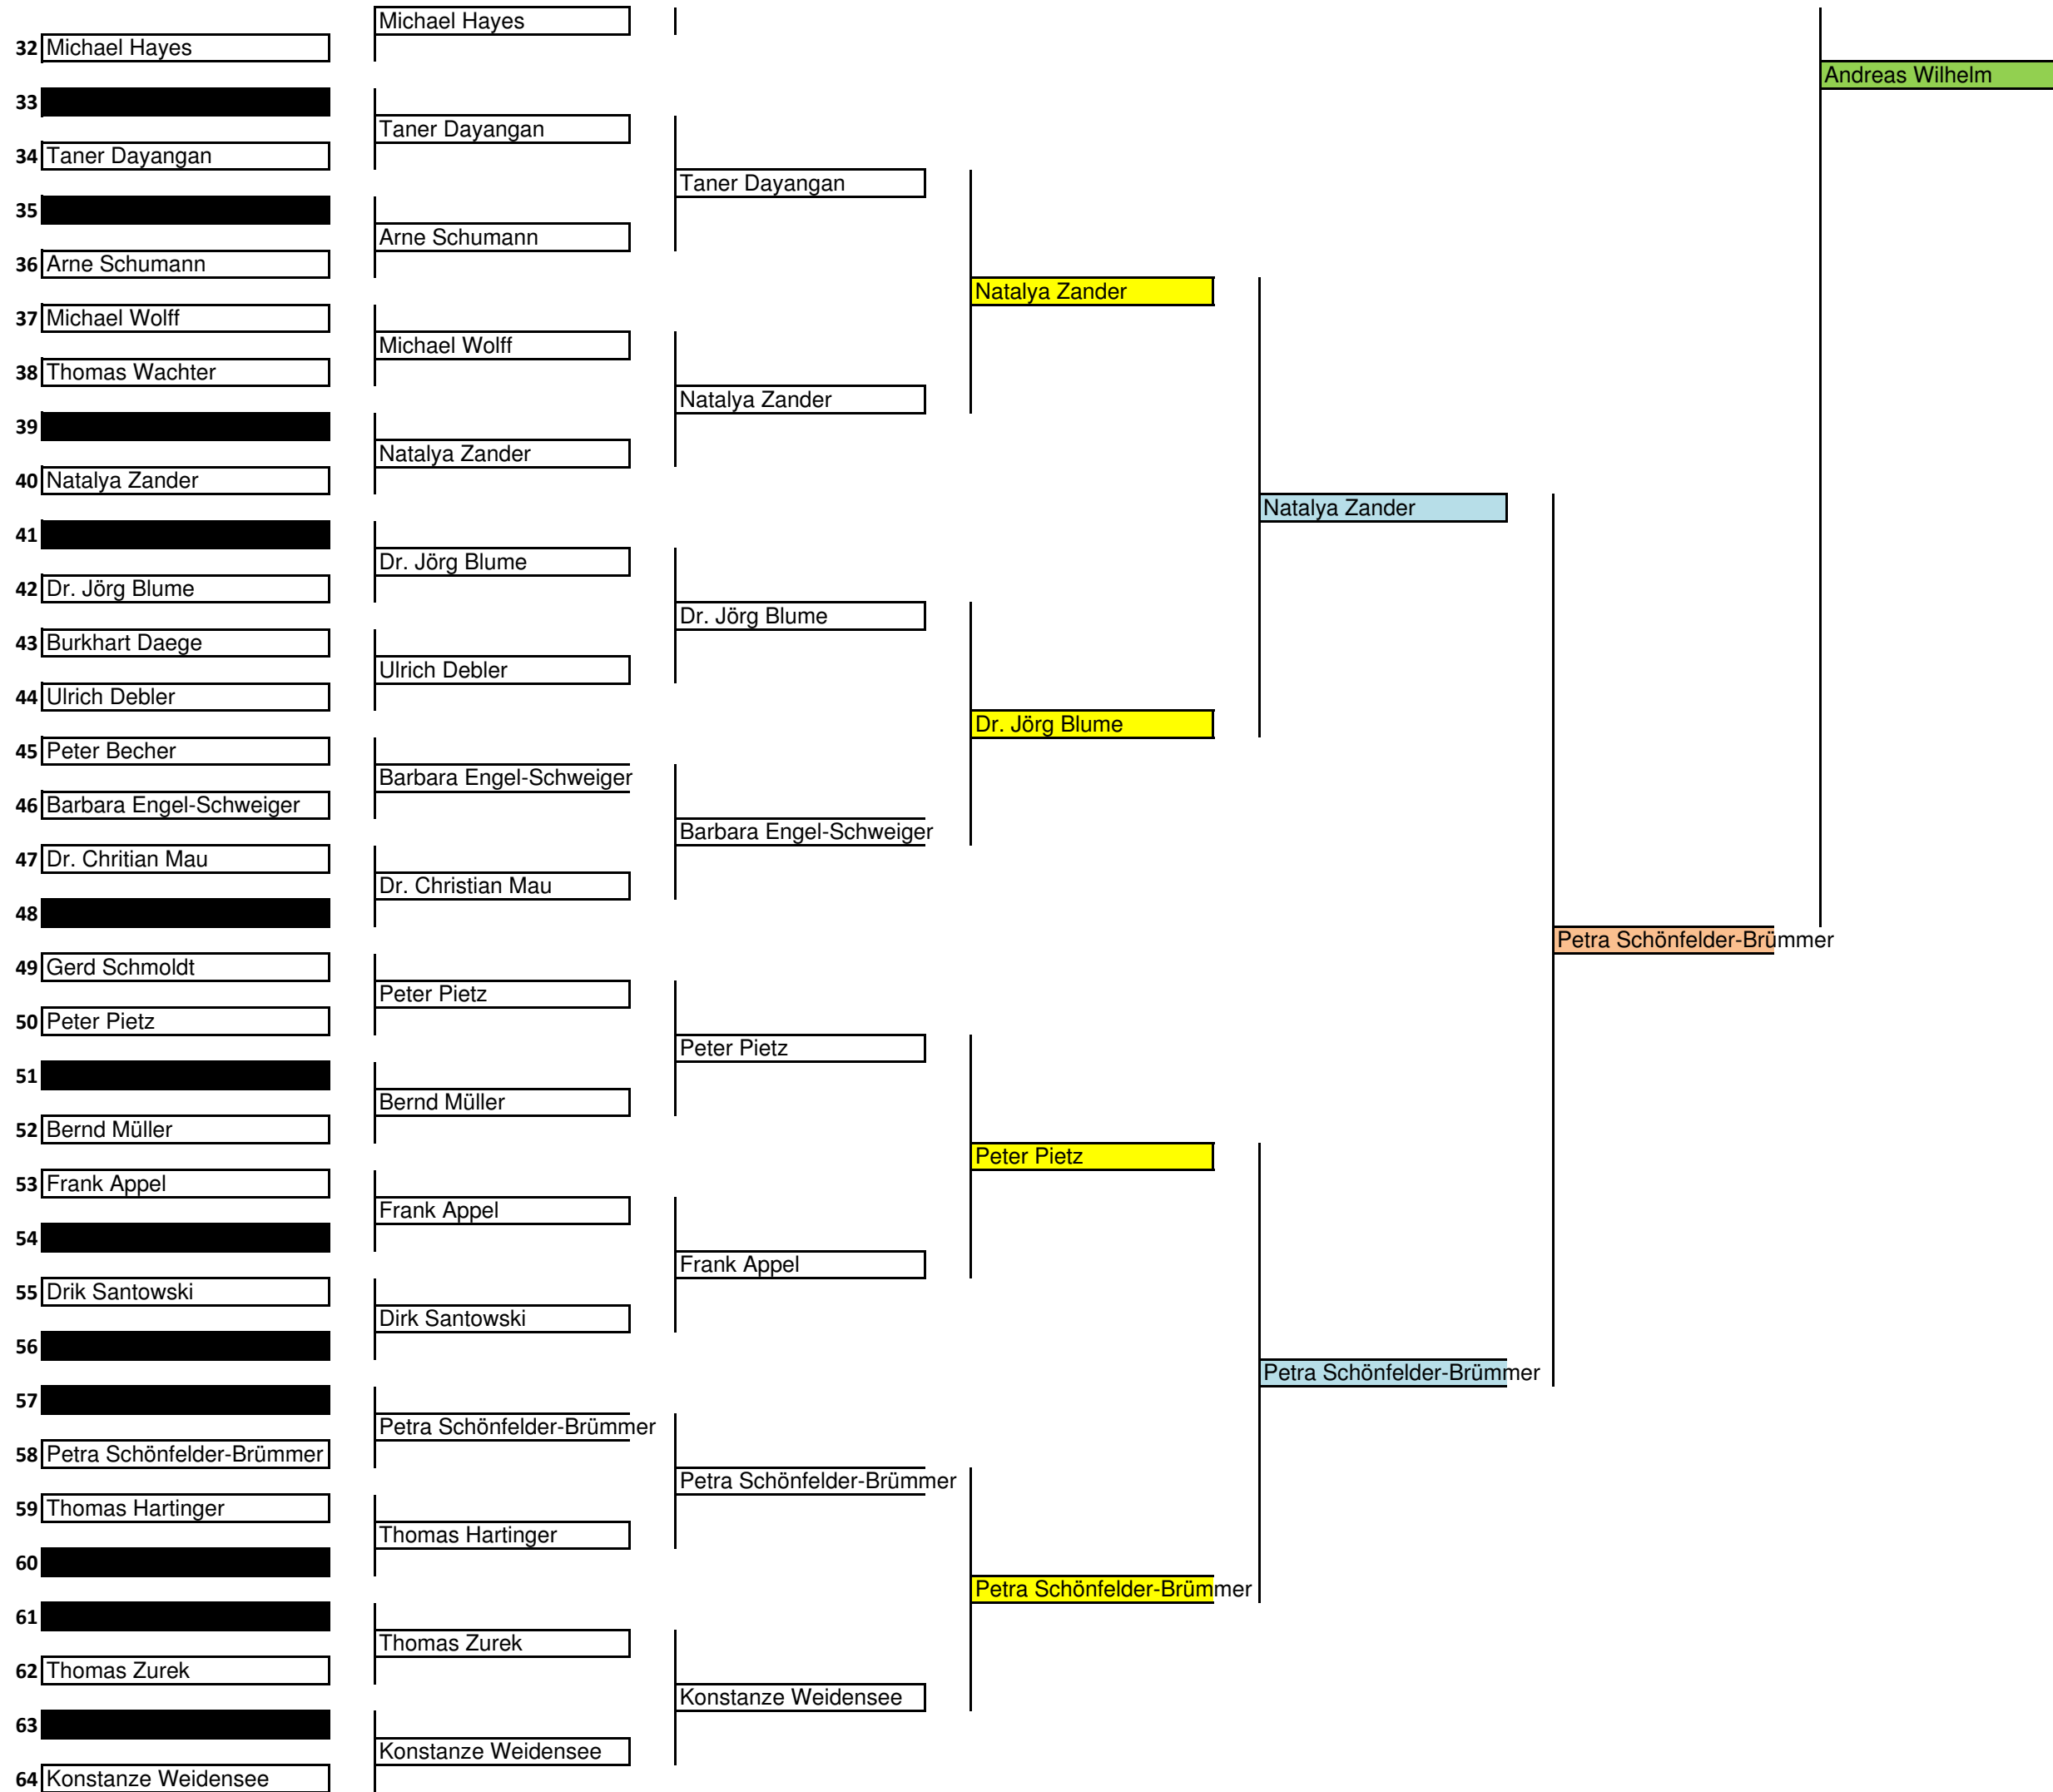 Michael Hayes
32 Michael Hayes
Andreas Wilhelm
33
Taner Dayangan
34 Taner Dayangan
Taner Dayangan
35
Arne Schumann
36 Arne Schumann
Natalya Zander
37 Michael Wolff
Michael Wolff
38 Thomas Wachter
Natalya Zander
39
Natalya Zander
40 Natalya Zander
Natalya Zander
41
Dr. Jörg Blume
42 Dr. Jörg Blume
Dr. Jörg Blume
43 Burkhart Daege
Ulrich Debler
44 Ulrich Debler
Dr. Jörg Blume
45 Peter Becher
Barbara Engel-Schweiger
46 Barbara Engel-Schweiger
Barbara Engel-Schweiger
47 Dr. Chritian Mau
Dr. Christian Mau
48
Petra Schönfelder-Brümmer
49 Gerd Schmoldt
Peter Pietz
50 Peter Pietz
Peter Pietz
51
Bernd Müller
52 Bernd Müller
Peter Pietz
53 Frank Appel
Frank Appel
54
Frank Appel
55 Drik Santowski
Dirk Santowski
56
Petra Schönfelder-Brümmer
57
Petra Schönfelder-Brümmer
58 Petra Schönfelder-Brümmer
Petra Schönfelder-Brümmer
59 Thomas Hartinger
Thomas Hartinger
60
Petra Schönfelder-Brümmer
61
Thomas Zurek
62 Thomas Zurek
Konstanze Weidensee
63
Konstanze Weidensee
64 Konstanze Weidensee